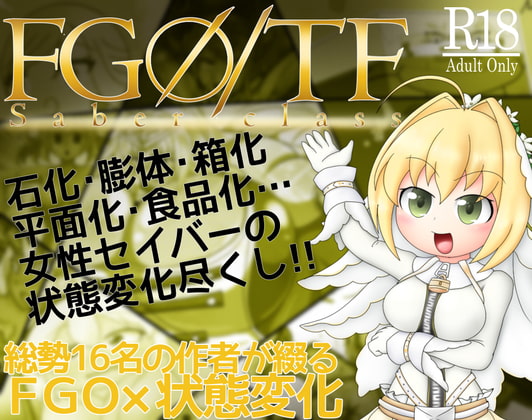 FGO/TF
Saber class
R18
Adult Only
石化・膨体・箱化
平面化・食品化…
女性セイバーの
状態変化尽くし!!
総勢16名の作者が綴る
FGO×状態変化